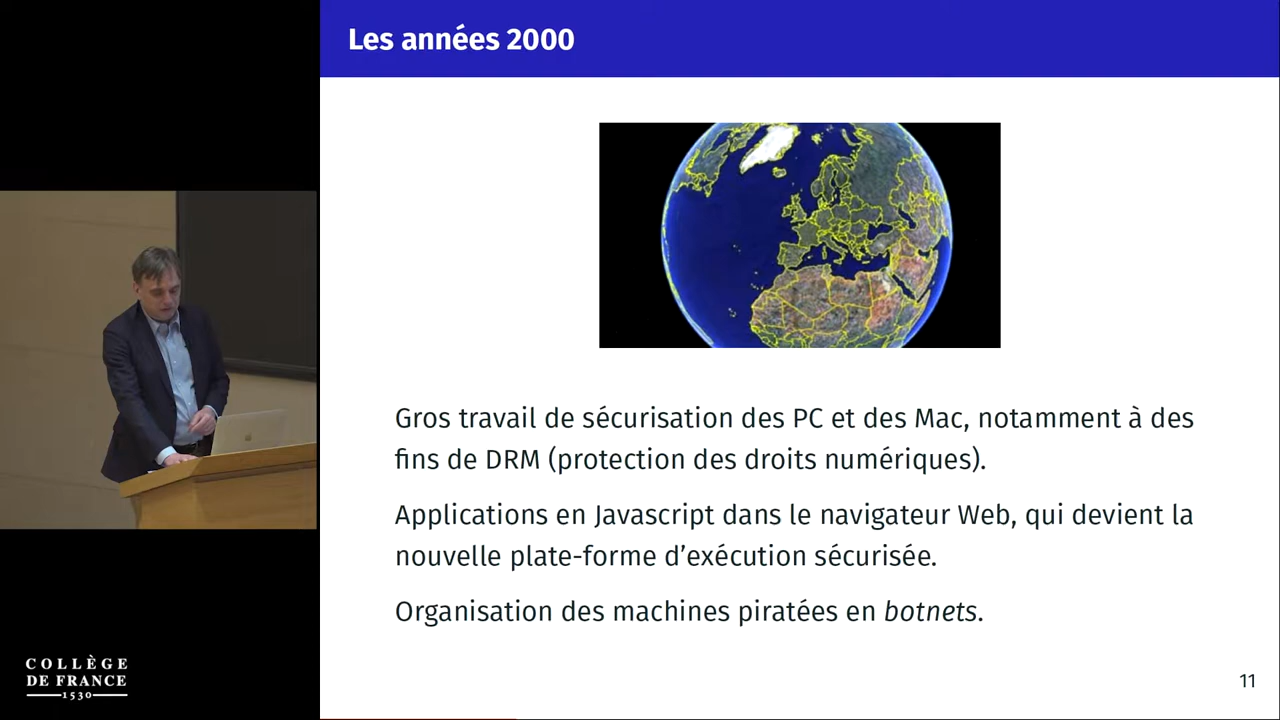 Les années 2000
Gros travail de sécurisation des PC et des Mac, notamment à des
fins de DRM (protection des droits numériques).
Applications en Javascript dans le navigateur Web, qui devient la
nouvelle plate-forme d’exécution sécurisée.
Organisation des machines piratées en botnets.
COLLÈGE
DE FRANCE
1530
11